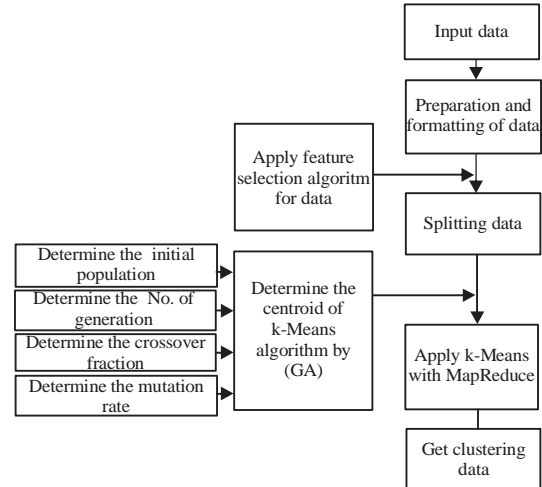 Input data
Preparation and
formatting of data
Apply feature
selection algoritm
for data
Splitting data
Determine the initial
population
Determine the No. of
generation
Determine the crossover
fraction
Determine the mutation
rate
Determine the
centroid of
k-Means
algorithm by
(GA)
Apply k-Means
with MapReduce
Get clustering
data